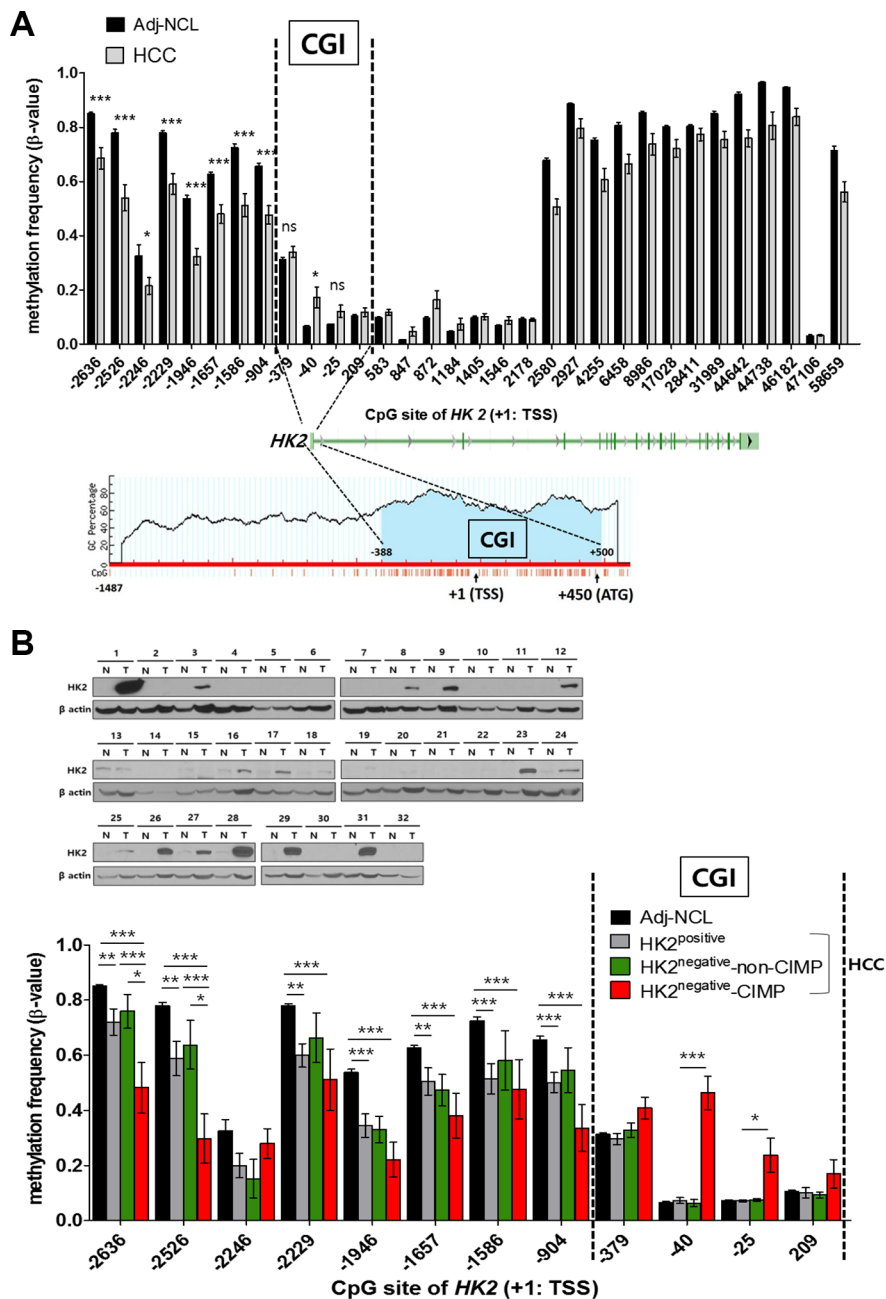 A
Adj-NCL
HCC
CGI
methylation frequency (β-value)
1.0
0.8
0.6
0.4
0.2
0.0
*** *** * *** *** *** *** *** ns * ns
-2636 -2526 -2246 -2229 -1946 -1657 -1586 -904 -379 -40 -25 209 583 847 872 1184 1405 1546 2178 2580 2927 4255 6458 8986 17028 28411 31989 44642 44738 46182 47106 58659
CpG site of HK 2 (+1: TSS)
HK2
GC Percentage
80
60
40
20
0
CGI
-388 +500
CpG
-1487
+1 (TSS) +450 (ATG)
B
1 2 3 4 5 6 7 8 9 10 11 12
N T N T N T N T N T N T N T N T N T N T N T N T
HK2
β actin
13 14 15 16 17 18 19 20 21 22 23 24
N T N T N T N T N T N T N T N T N T N T N T N T
HK2
β actin
25 26 27 28 29 30 31 32
N T N T N T N T N T N T N T N T
HK2
β actin
CGI
Adj-NCL
HK2positive
HK2negative-non-CIMP
HK2negative-CIMP
HCC
methylation frequency (β-value)
1.0
0.8
0.6
0.4
0.2
0.0
*** ** *** *
*** ** *** *
*** **
*** ***
*** **
*** ***
*** ***
***
*
-2636 -2526 -2246 -2229 -1946 -1657 -1586 -904 -379 -40 -25 209
CpG site of HK2 (+1: TSS)